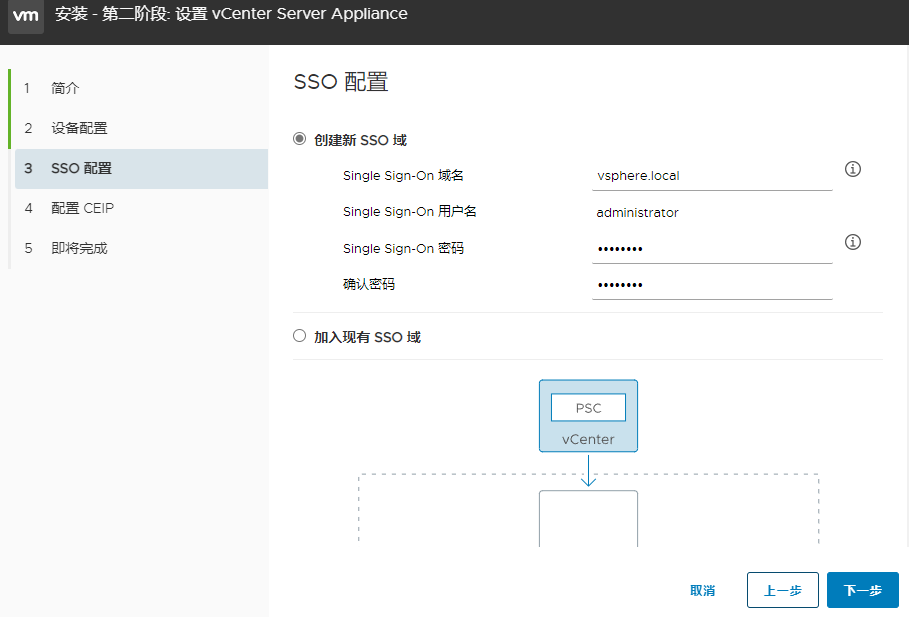 vm 安装 - 第二阶段: 设置 vCenter Server Appliance
1 简介
2 设备配置
3 SSO 配置
4 配置 CEIP
5 即将完成
SSO 配置
创建新 SSO 域
Single Sign-On 域名 vsphere.local
Single Sign-On 用户名 administrator
Single Sign-On 密码 ••••••••
确认密码 ••••••••
加入现有 SSO 域
PSC
vCenter
取消 上一步 下一步